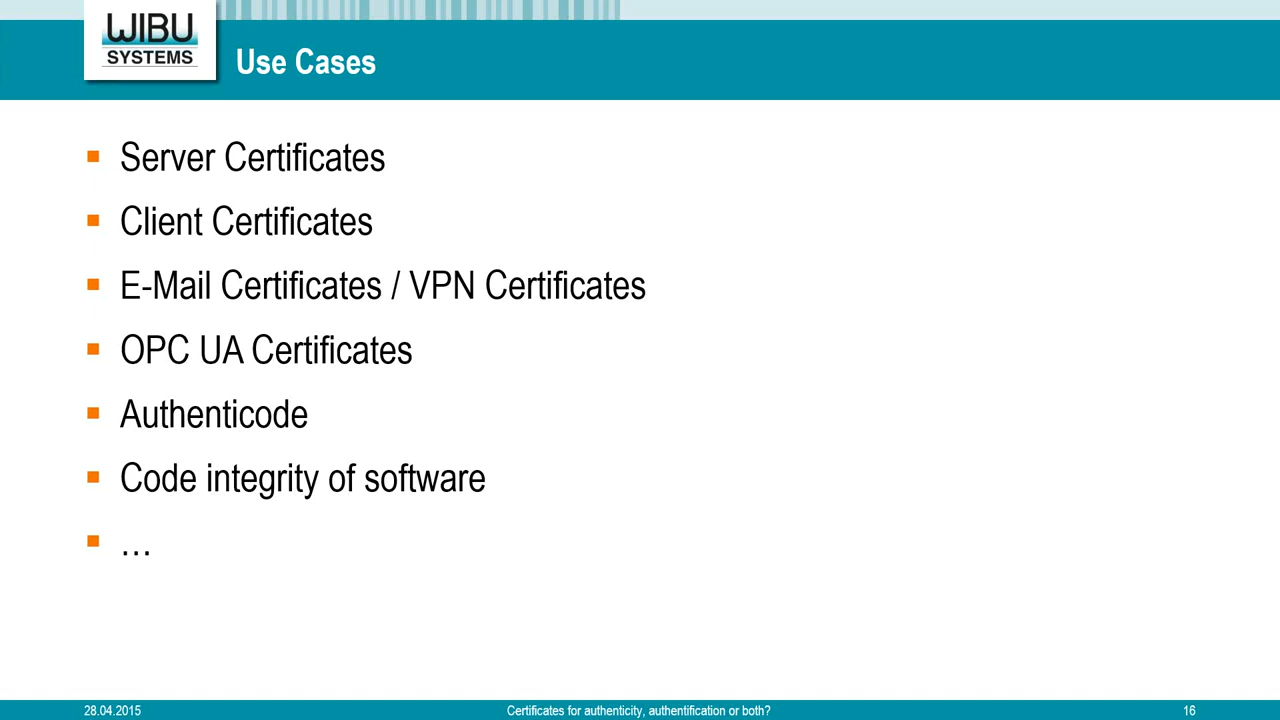 WIBU
SYSTEMS
Use Cases
Server Certificates
Client Certificates
E-Mail Certificates / VPN Certificates
OPC UA Certificates
Authenticode
Code integrity of software
…
28.04.2015
Certificates for authenticity, authentification or both?
16